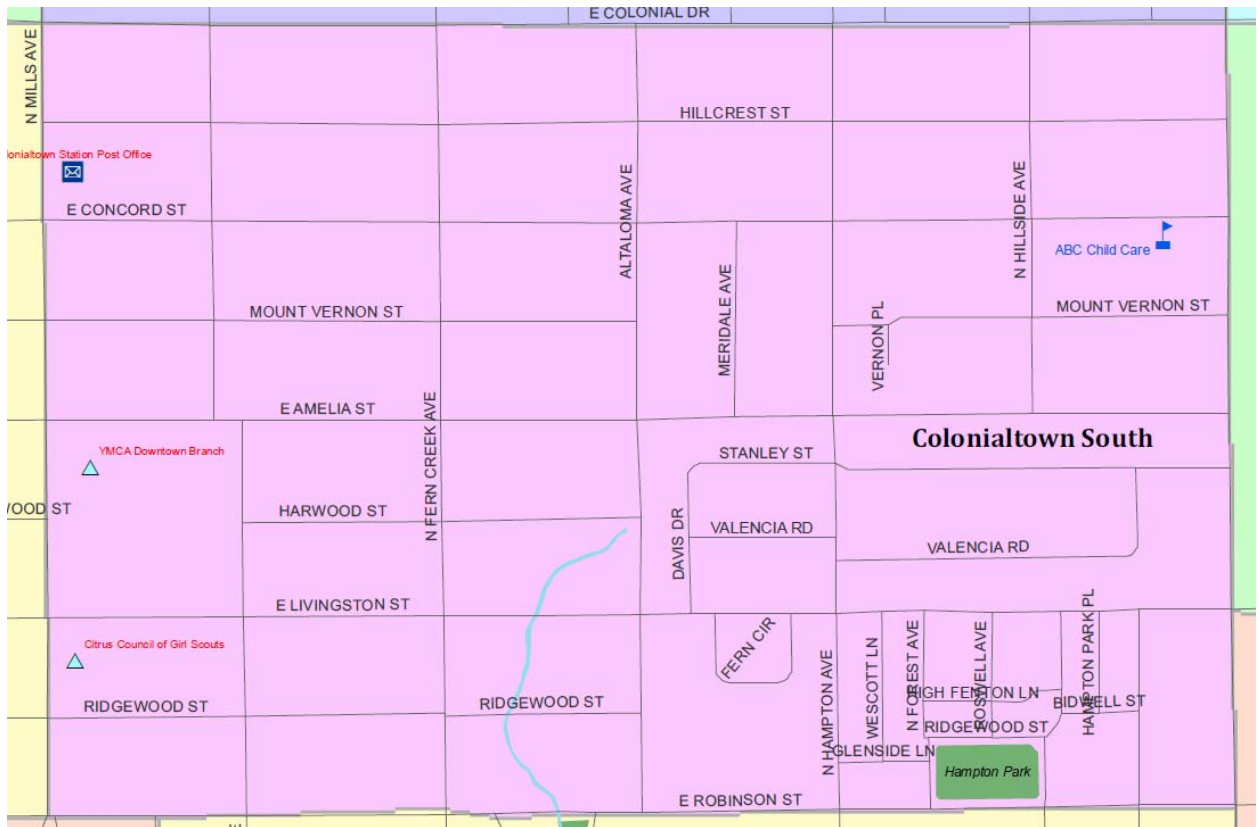 E COLONIAL DR
N MILLS AVE
HILLCREST ST
onialtown Station Post Office
E CONCORD ST
ALTALOMA AVE
N HILLSIDE AVE
ABC Child Care
MOUNT VERNON ST
MERIDALE AVE
VERNON PL
MOUNT VERNON ST
E AMELIA ST
N FERN CREEK AVE
Colonialtown South
YMCA Downtown Branch
STANLEY ST
WOOD ST
HARWOOD ST
DAVIS DR
VALENCIA RD
VALENCIA RD
E LIVINGSTON ST
Citrus Council of Girl Scouts
FERN CIR
N HAMPTON AVE
WESCOTT LN
N FOREST AVE
ROSWELL AVE
HAMPTON PARK PL
RIDGEWOOD ST
RIDGEWOOD ST
HIGH FENTON LN
BIDWELL ST
RIDGEWOOD ST
GLENSIDE LN
Hampton Park
E ROBINSON ST